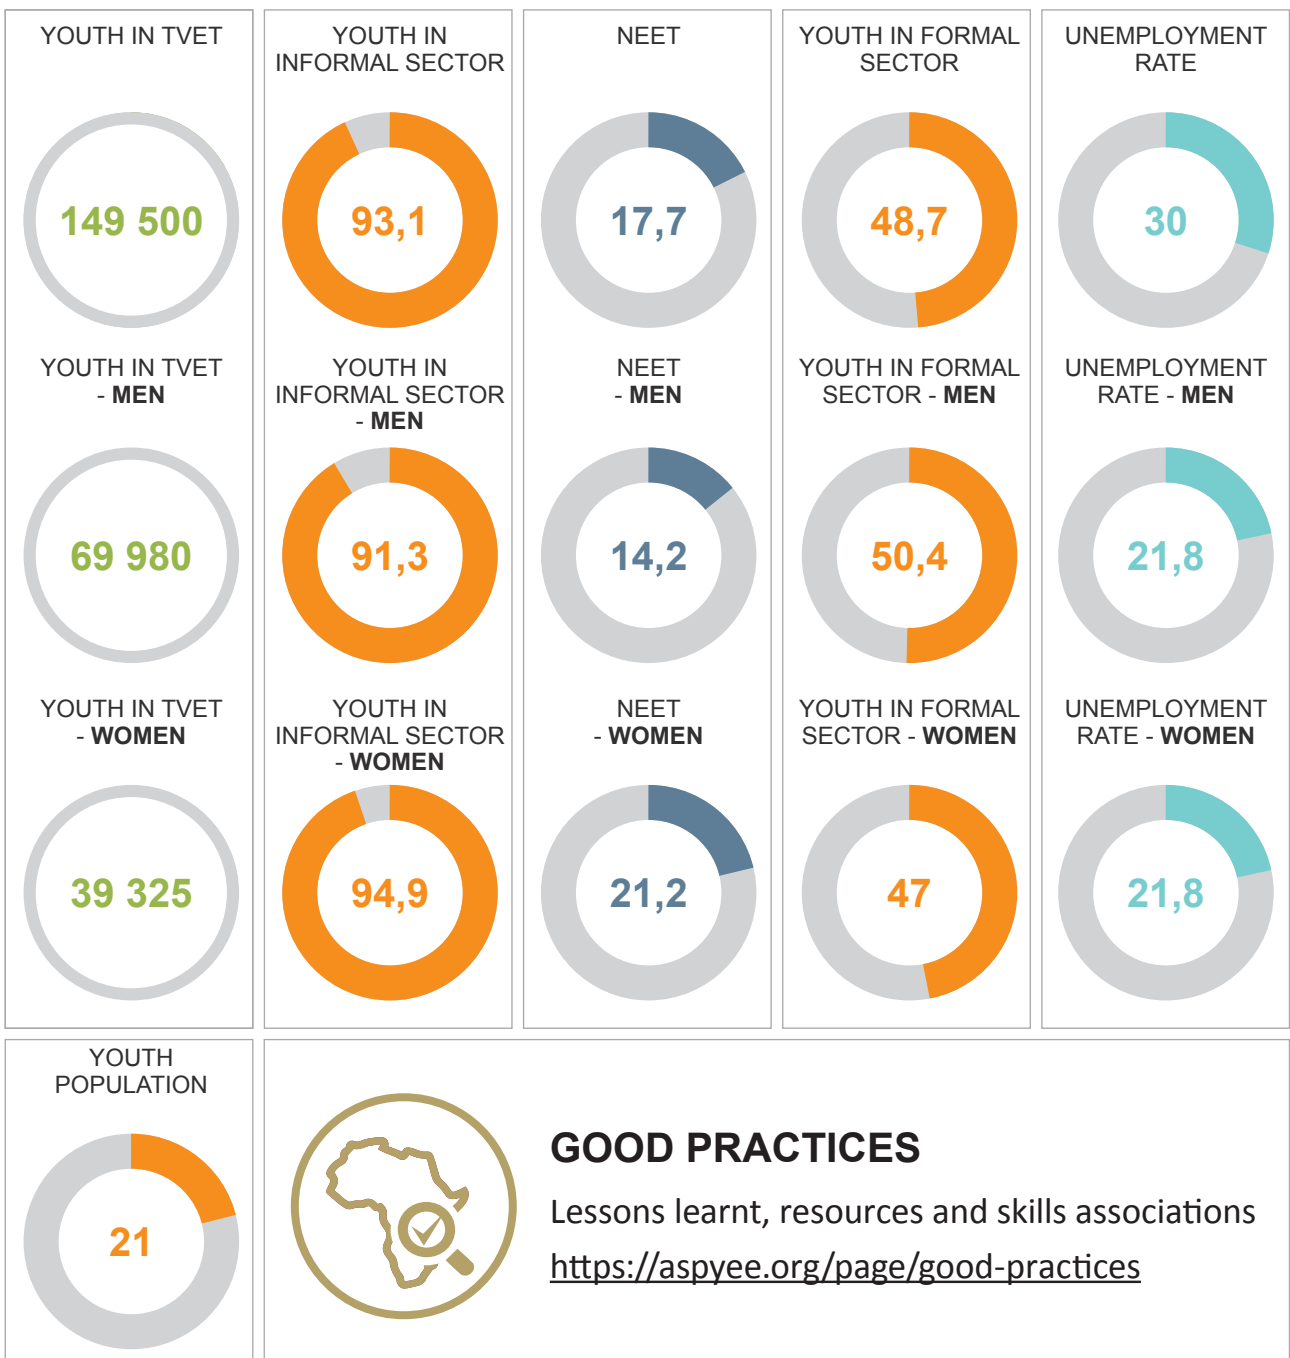 YOUTH IN TVET
149 500
YOUTH IN TVET
- MEN
69 980
YOUTH IN TVET
- WOMEN
39 325
YOUTH IN
INFORMAL SECTOR
93,1
YOUTH IN
INFORMAL SECTOR
- MEN
91,3
YOUTH IN
INFORMAL SECTOR
- WOMEN
94,9
NEET
17,7
NEET
- MEN
14,2
NEET
- WOMEN
21,2
YOUTH IN FORMAL
SECTOR
48,7
YOUTH IN FORMAL
SECTOR - MEN
50,4
YOUTH IN FORMAL
SECTOR - WOMEN
47
UNEMPLOYMENT
RATE
30
UNEMPLOYMENT
RATE - MEN
21,8
UNEMPLOYMENT
RATE - WOMEN
21,8
YOUTH
POPULATION
21
GOOD PRACTICES
Lessons learnt, resources and skills associations
https://aspyee.org/page/good-practices